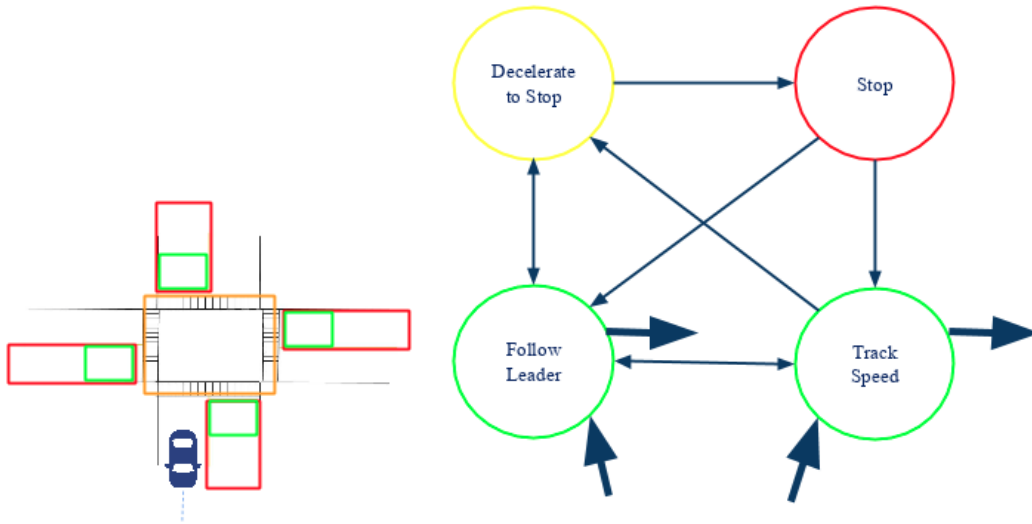 Decelerate
to Stop
Stop
Follow
Leader
Track
Speed